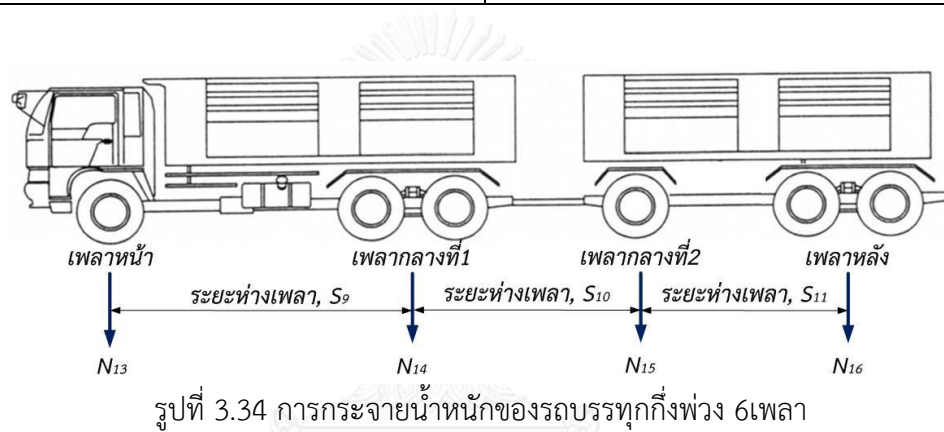 เพลาหน้า เพลากลางที่1 เพลากลางที่2 เพลาหลัง
ระยะห่างเพลา, S9 ระยะห่างเพลา, S10 ระยะห่างเพลา, S11
N13 N14 N15 N16
รูปที่ 3.34 การกระจายน้ำหนักของรถบรรทุกกึ่งพ่วง 6เพลา